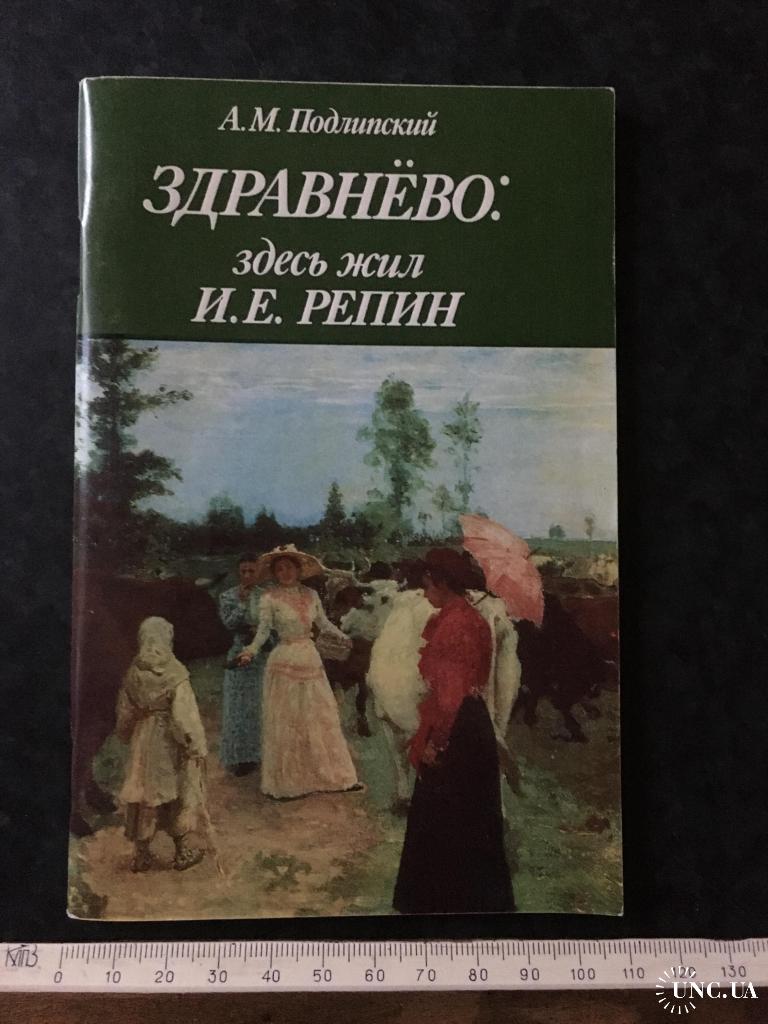 А. М. Подлипский
ЗДРАВНЁВО:
здесь жил
И. Е. РЕПИН
0 10 20 30 40 50 60 70 80 90 100 110 120 130
UNC.UA